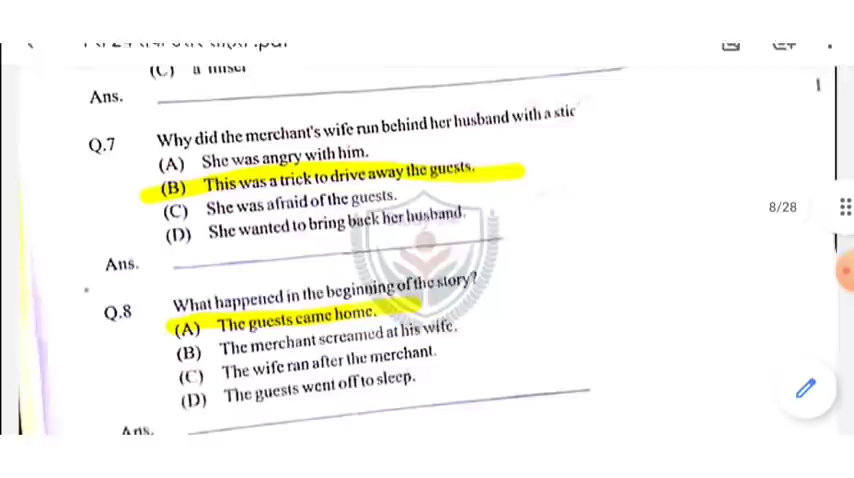 (C) a miser
1
Ans.
Q.7 Why did the merchant's wife run behind her husband with a stic
(A) She was angry with him.
(B) This was a trick to drive away the guests.
(C) She was afraid of the guests.
(D) She wanted to bring back her husband.
8/28
Ans.
Q.8 What happened in the beginning of the story?
(A) The guests came home.
(B) The merchant screamed at his wife.
(C) The wife ran after the merchant.
(D) The guests went off to sleep.
Ans.